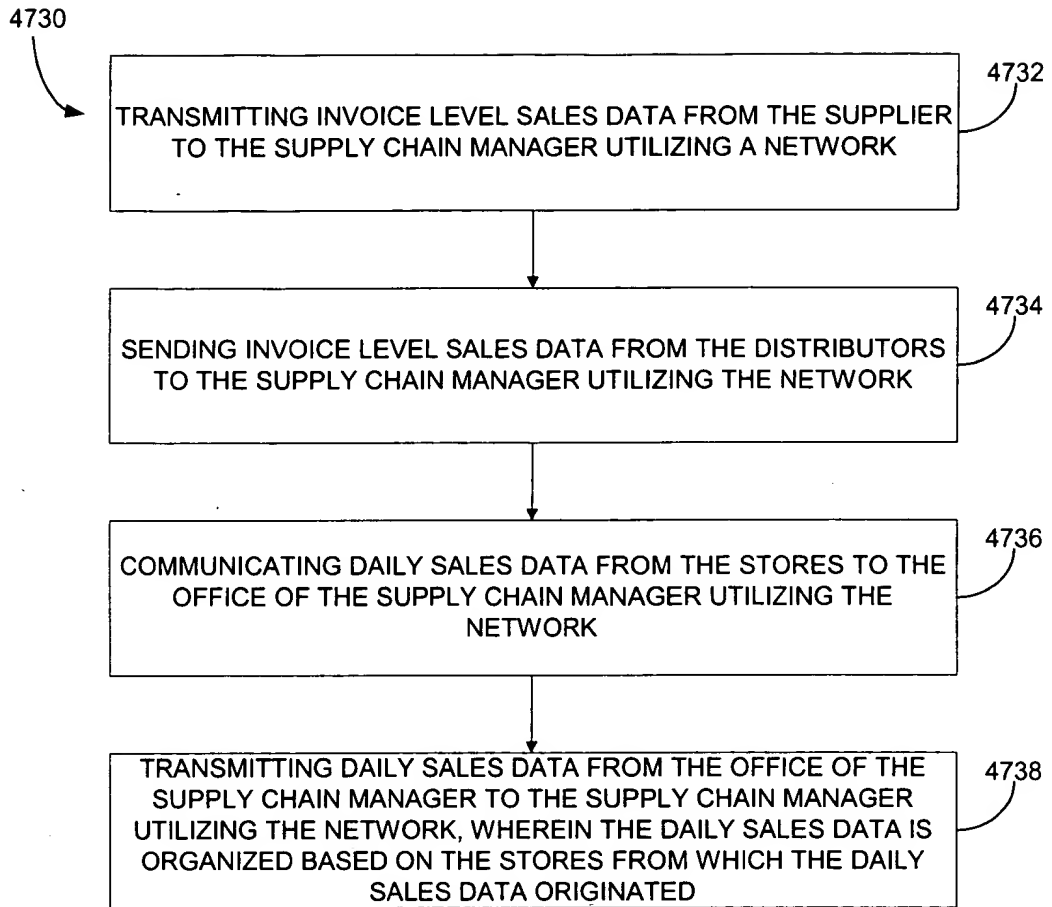 4730
4732
TRANSMITTING INVOICE LEVEL SALES DATA FROM THE SUPPLIER
TO THE SUPPLY CHAIN MANAGER UTILIZING A NETWORK
4734
SENDING INVOICE LEVEL SALES DATA FROM THE DISTRIBUTORS
TO THE SUPPLY CHAIN MANAGER UTILIZING THE NETWORK
4736
COMMUNICATING DAILY SALES DATA FROM THE STORES TO THE
OFFICE OF THE SUPPLY CHAIN MANAGER UTILIZING THE
NETWORK
4738
TRANSMITTING DAILY SALES DATA FROM THE OFFICE OF THE
SUPPLY CHAIN MANAGER TO THE SUPPLY CHAIN MANAGER
UTILIZING THE NETWORK, WHEREIN THE DAILY SALES DATA IS
ORGANIZED BASED ON THE STORES FROM WHICH THE DAILY
SALES DATA ORIGINATED